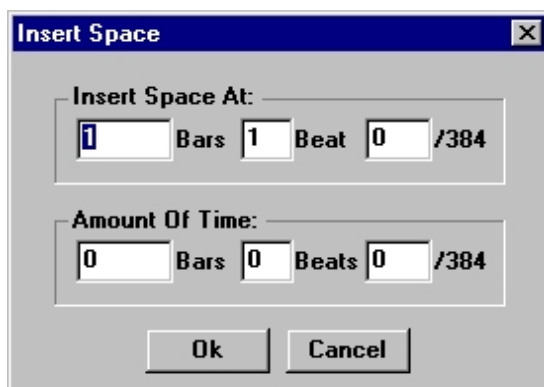 Insert Space
Insert Space At:
1 Bars 1 Beat 0 /384
Amount Of Time:
0 Bars 0 Beats 0 /384
Ok Cancel